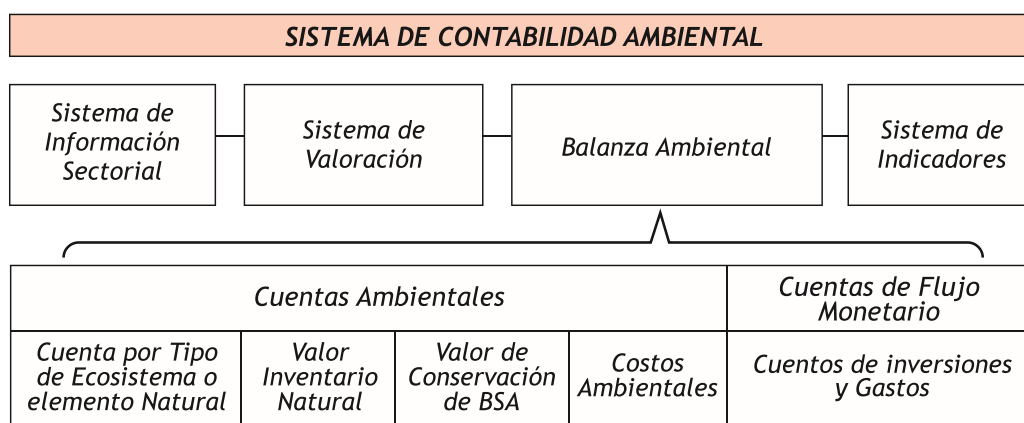 SISTEMA DE CONTABILIDAD AMBIENTAL
Sistema de
Información
Sectorial
Sistema de
Valoración
Balanza Ambiental
Sistema de
Indicadores
Cuentas Ambientales
Cuentas de Flujo
Monetario
Cuenta por Tipo
de Ecosistema o
elemento Natural
Valor
Inventario
Natural
Valor de
Conservación
de BSA
Costos
Ambientales
Cuentos de inversiones
y Gastos